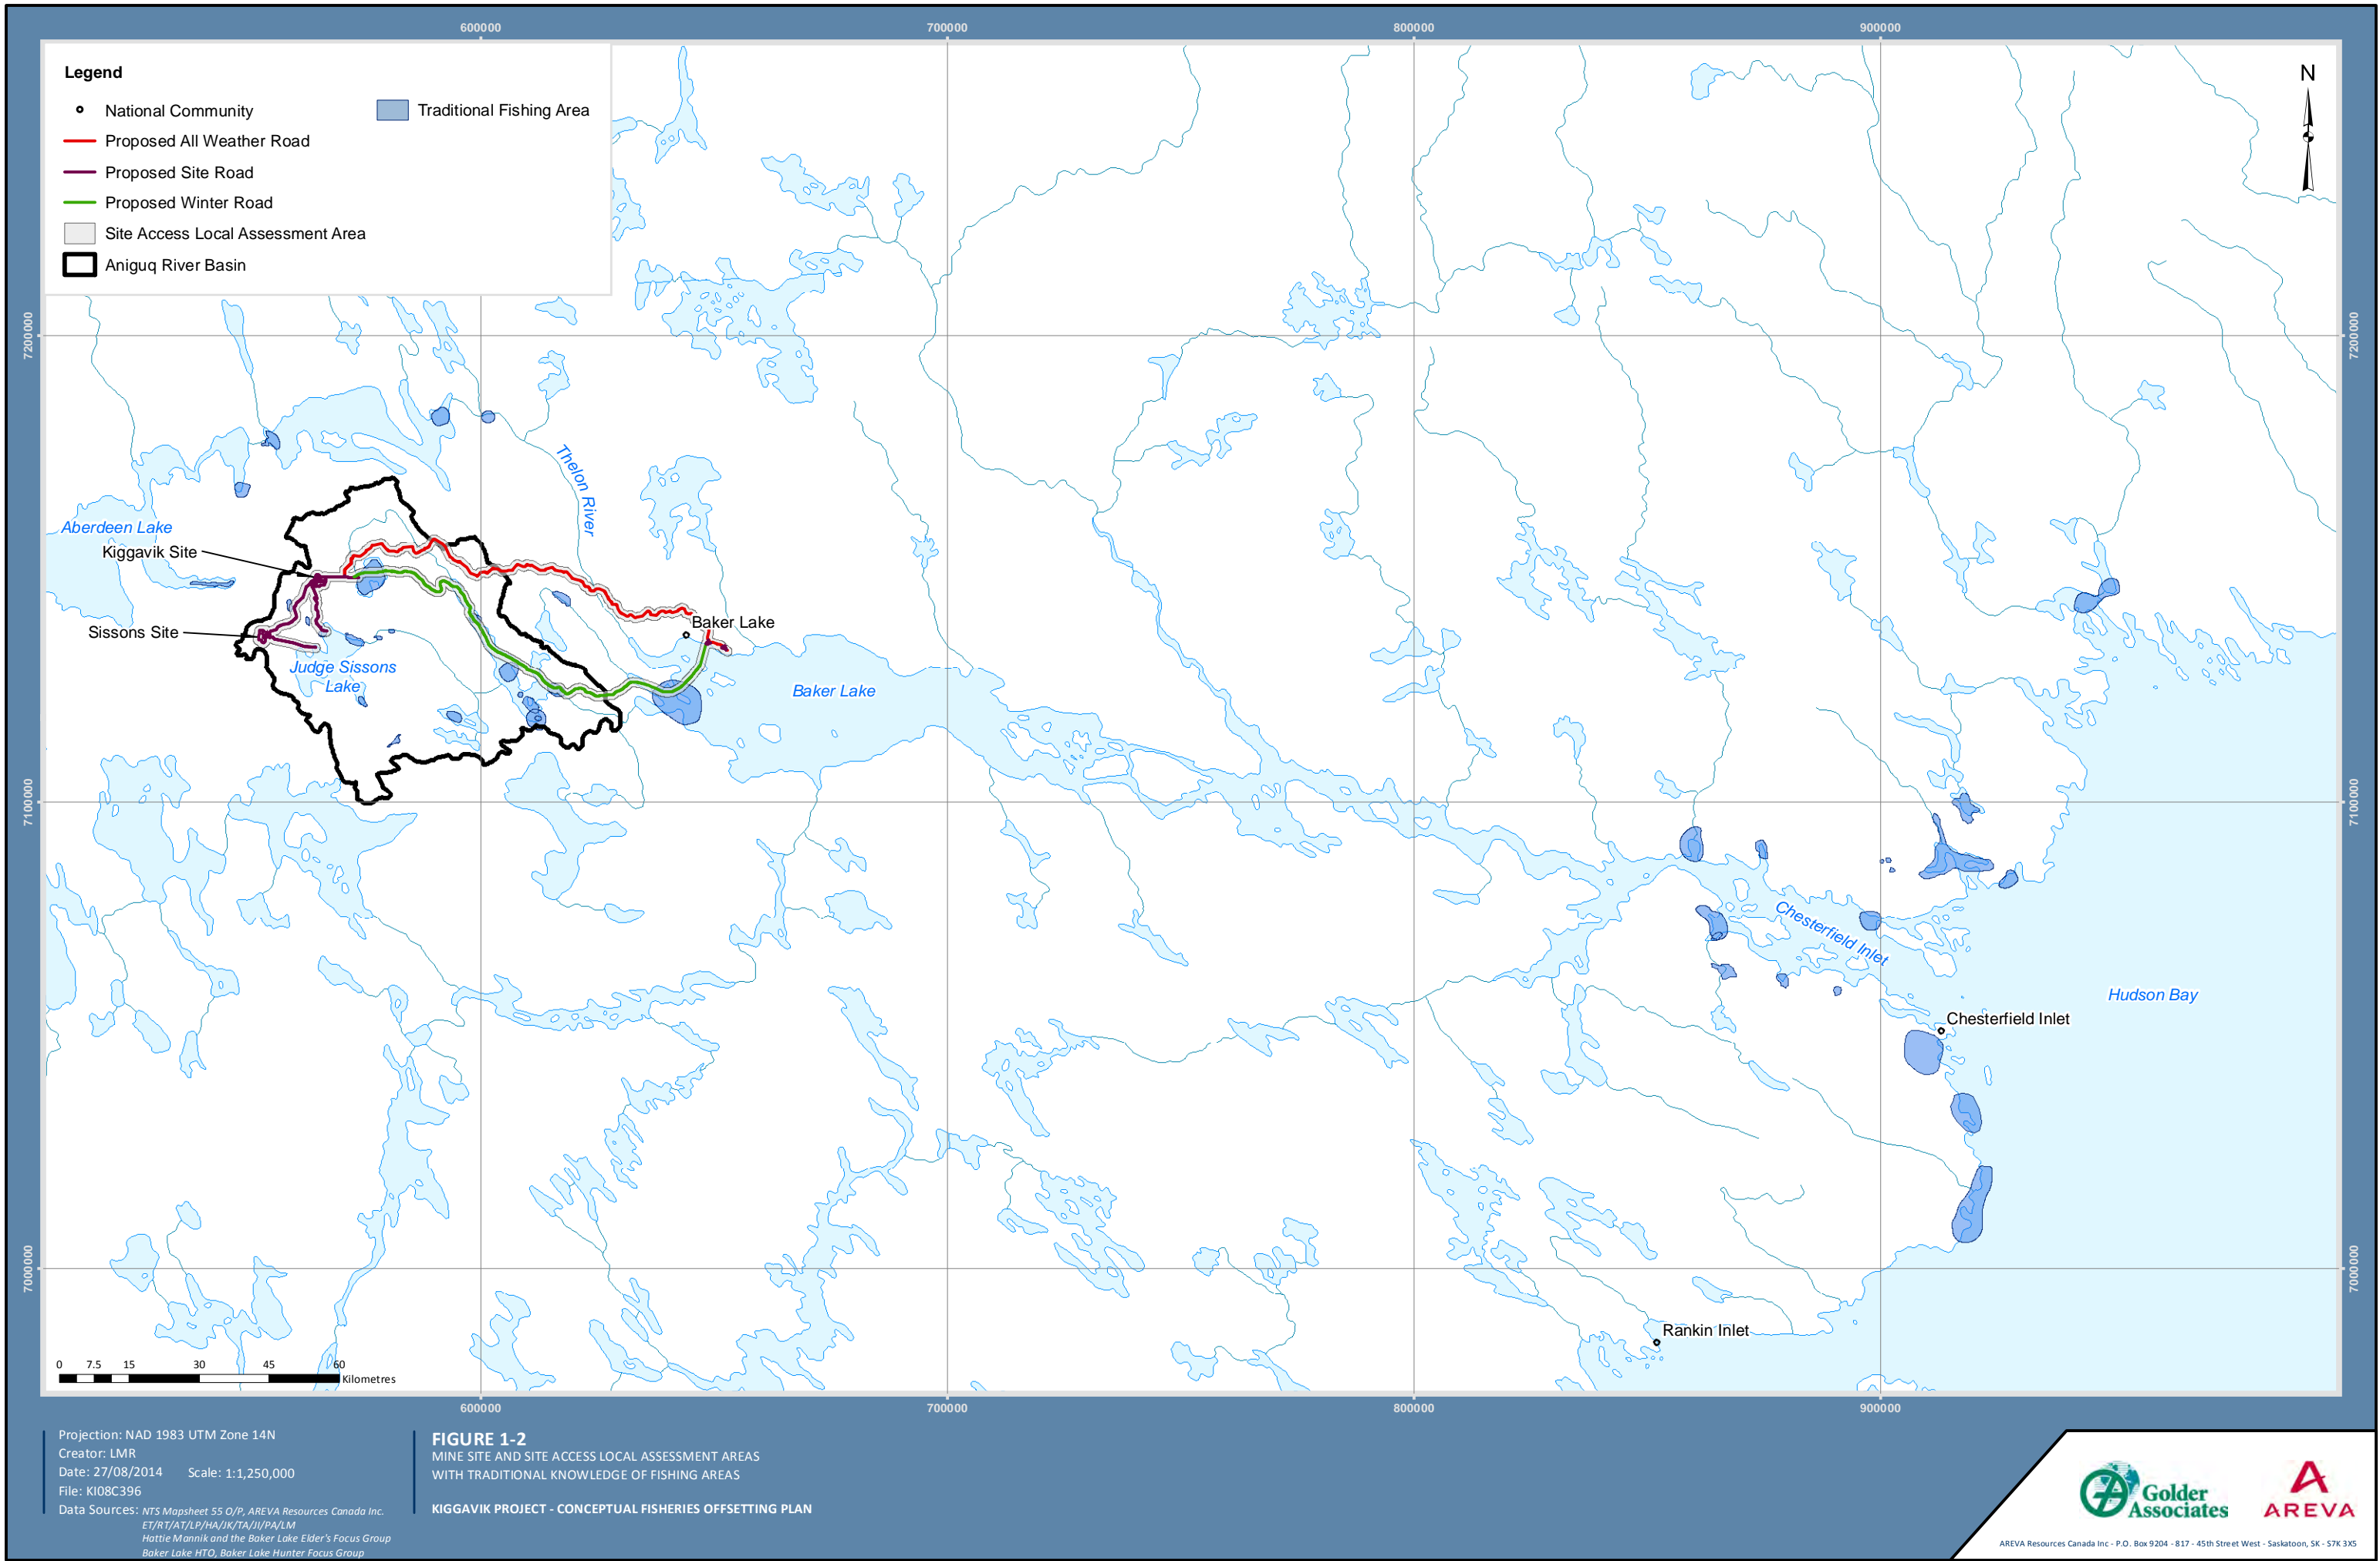 600000
700000
800000
900000
Legend
National Community
Traditional Fishing Area
Proposed All Weather Road
Proposed Site Road
Proposed Winter Road
Site Access Local Assessment Area
Aniguq River Basin
N
7200000
7200000
Thelon River
Aberdeen Lake
Kiggavik Site
Sissons Site
Baker Lake
Judge Sissons
Lake
Baker Lake
7100000
7100000
Chesterfield Inlet
Hudson Bay
Chesterfield Inlet
7000000
7000000
Rankin Inlet
0 7.5 15 30 45 60
Kilometres
600000
700000
800000
900000
Projection: NAD 1983 UTM Zone 14N
Creator: LMR
Date: 27/08/2014 Scale: 1:1,250,000
File: KI08C396
Data Sources: NTS Mapsheet 55 O/P, AREVA Resources Canada Inc.
ET/RT/AT/LP/HA/JK/TA/JI/PA/LM
Hattie Mannik and the Baker Lake Elder's Focus Group
Baker Lake HTO, Baker Lake Hunter Focus Group
FIGURE 1-2
MINE SITE AND SITE ACCESS LOCAL ASSESSMENT AREAS
WITH TRADITIONAL KNOWLEDGE OF FISHING AREAS
KIGGAVIK PROJECT - CONCEPTUAL FISHERIES OFFSETTING PLAN
Golder
Associates
AREVA
AREVA Resources Canada Inc - P.O. Box 9204 - 817 - 45th Street West - Saskatoon, SK - S7K 3X5